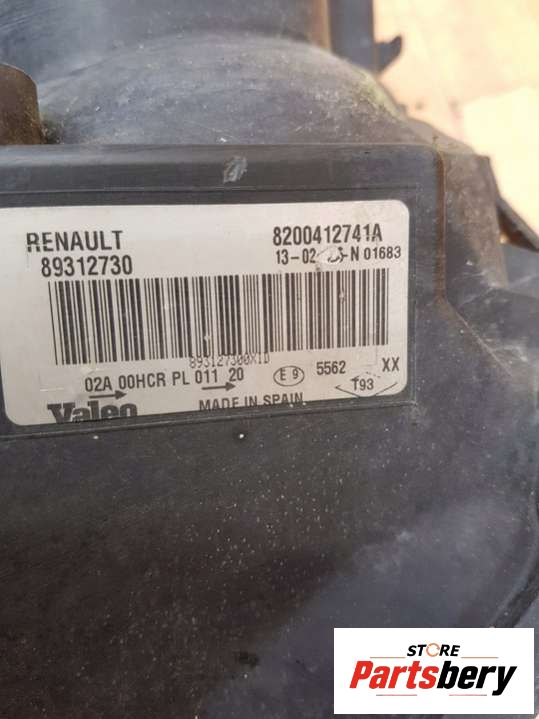 RENAULT 8200412741A
89312730 13-02 N 01683
893127300X1D
02A 00HCR PL 011 20 E 9 5562 XX
T93
Valeo MADE IN SPAIN
STORE
Partsbery